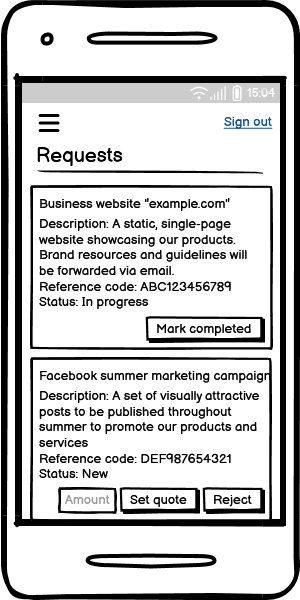 15:04
Sign out
Requests
Business website "example.com"
Description: A static, single-page
website showcasing our products.
Brand resources and guidelines will
be forwarded via email.
Reference code: ABC123456789
Status: In progress
Mark completed
Facebook summer marketing campaign
Description: A set of visually attractive
posts to be published throughout
summer to promote our products and
services
Reference code: DEF987654321
Status: New
Amount Set quote Reject